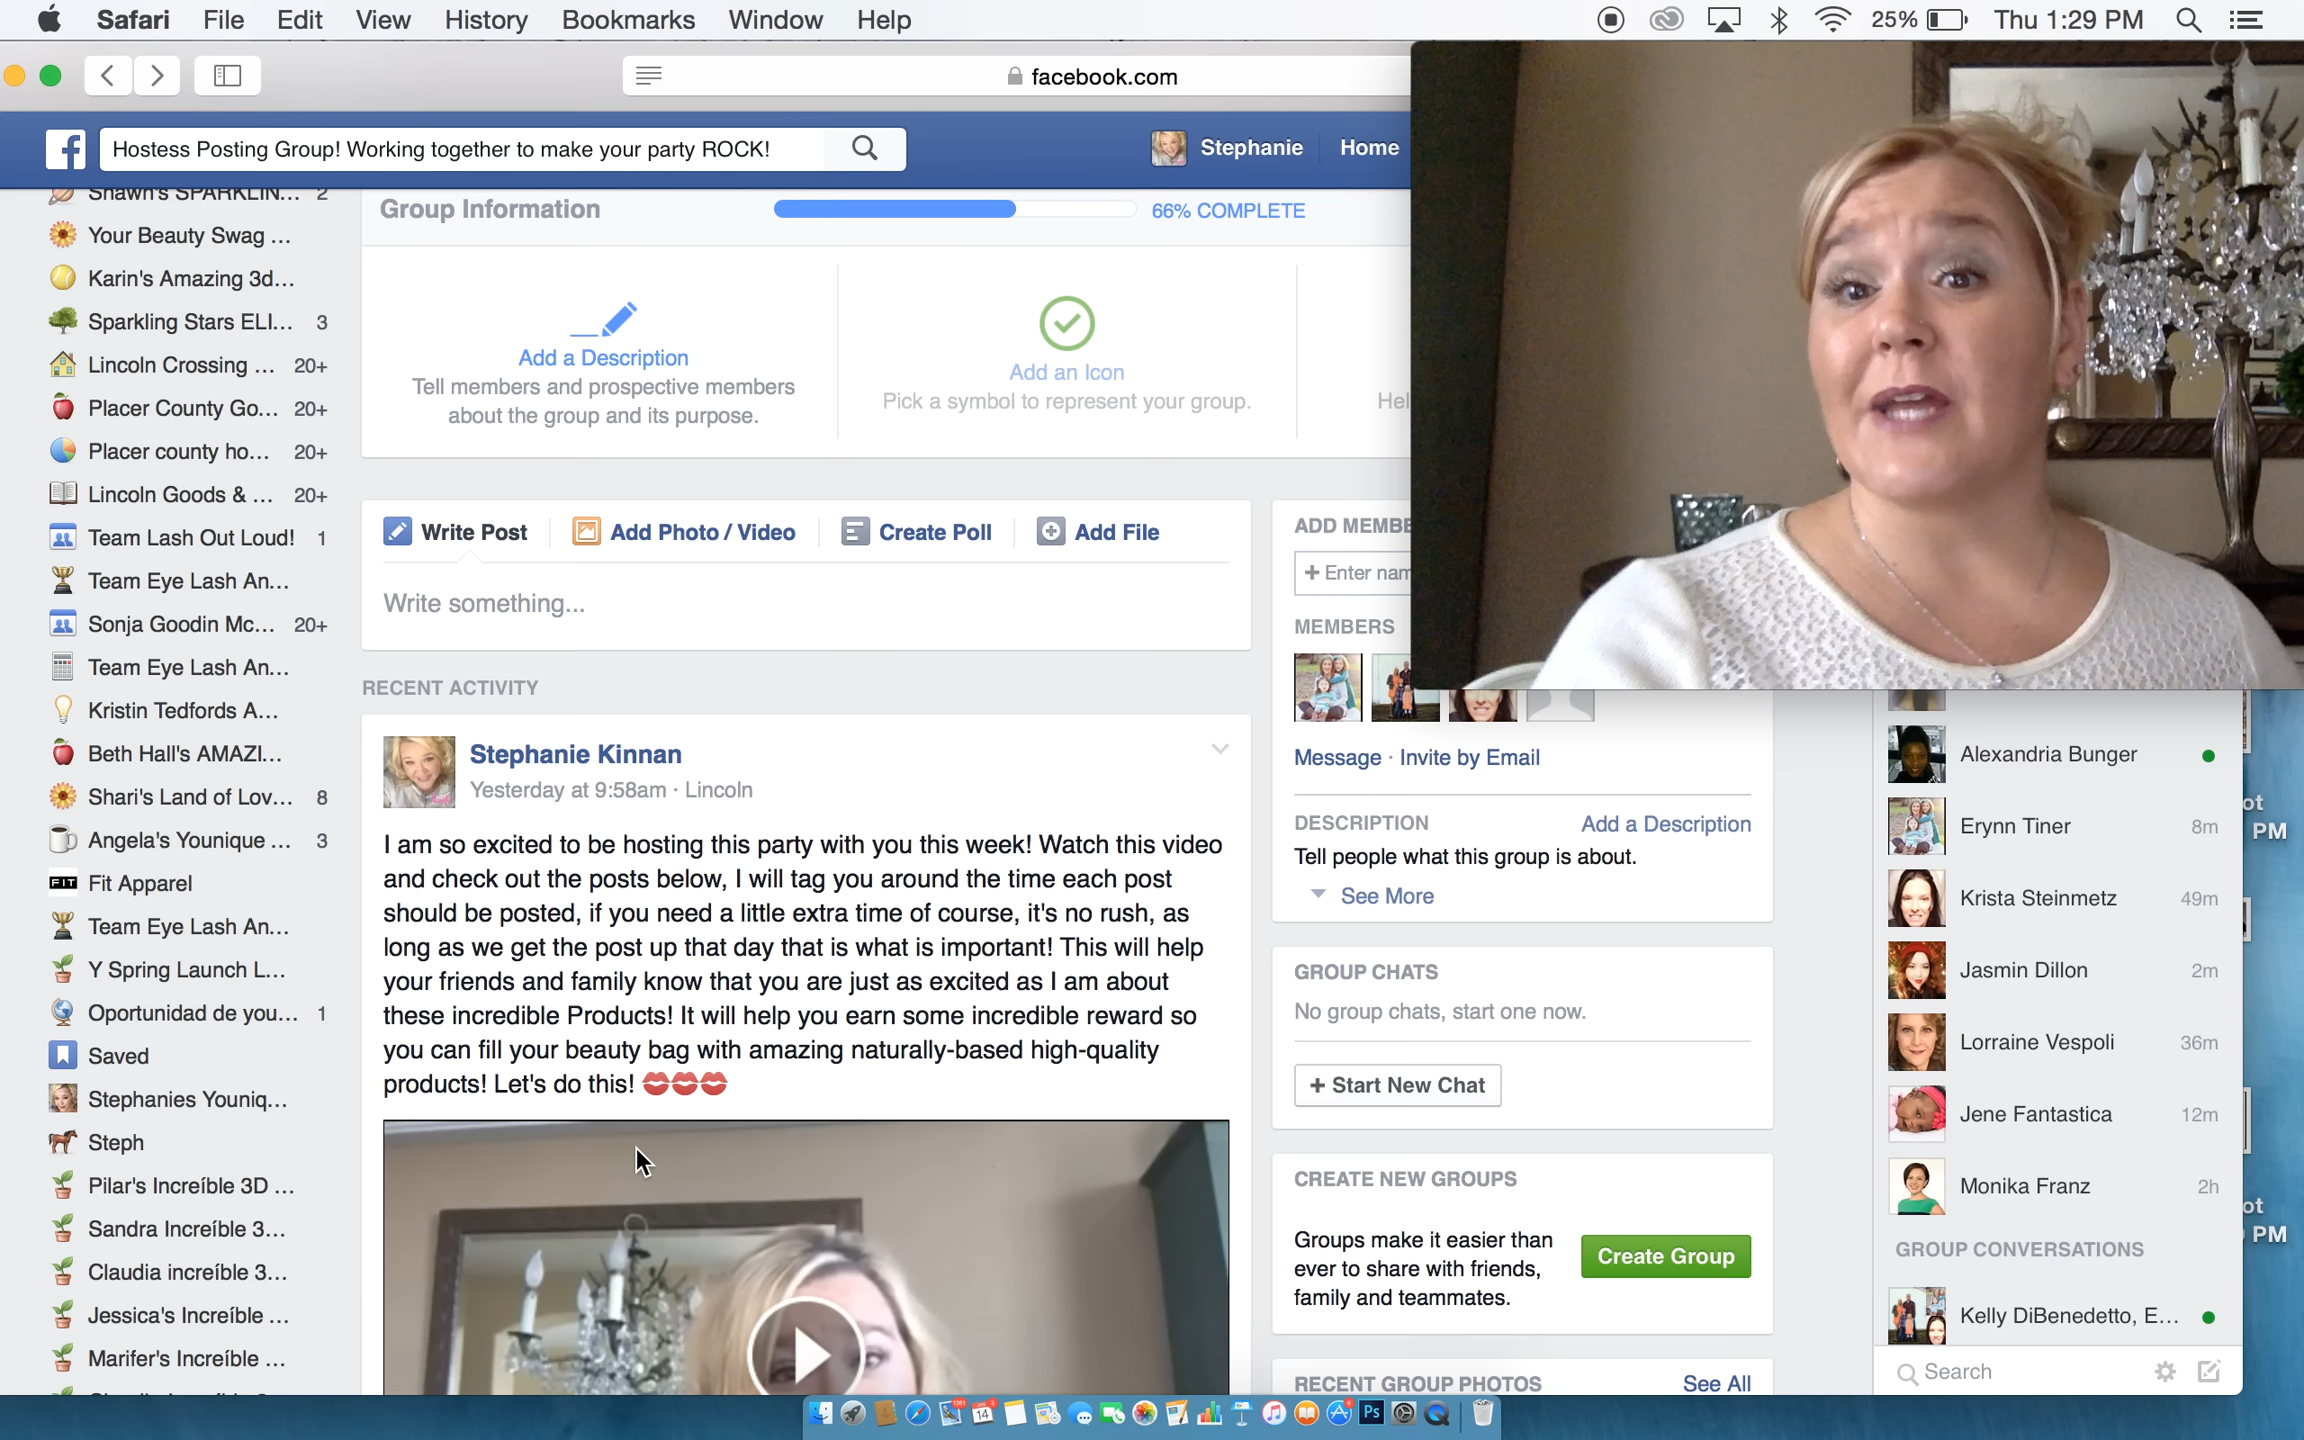 Safari File Edit View History Bookmarks Window Help 25% Thu 1:29 PM
facebook.com
Hostess Posting Group! Working together to make your party ROCK!
Stephanie Home
Shawn's SPARKLIN... 2
Your Beauty Swag ...
Karin's Amazing 3d...
Sparkling Stars ELI... 3
Lincoln Crossing ... 20+
Placer County Go... 20+
Placer county ho... 20+
Lincoln Goods & ... 20+
Team Lash Out Loud! 1
Team Eye Lash An...
Sonja Goodin Mc... 20+
Team Eye Lash An...
Kristin Tedfords A...
Beth Hall's AMAZI...
Shari's Land of Lov... 8
Angela's Younique ... 3
FIT Fit Apparel
Team Eye Lash An...
Y Spring Launch L...
Oportunidad de you... 1
Saved
Stephanies Youniq...
Steph
Pilar's Increíble 3D ...
Sandra Increíble 3...
Claudia increíble 3...
Jessica's Increíble ...
Marifer's Increíble ...
Group Information 66% COMPLETE
Add a Description
Tell members and prospective members
about the group and its purpose.
Add an Icon
Pick a symbol to represent your group.
Hel
Write Post Add Photo / Video Create Poll Add File
Write something...
RECENT ACTIVITY
Stephanie Kinnan
Yesterday at 9:58am · Lincoln
I am so excited to be hosting this party with you this week! Watch this video
and check out the posts below, I will tag you around the time each post
should be posted, if you need a little extra time of course, it's no rush, as
long as we get the post up that day that is what is important! This will help
your friends and family know that you are just as excited as I am about
these incredible Products! It will help you earn some incredible reward so
you can fill your beauty bag with amazing naturally-based high-quality
products! Let's do this! 💋💋💋
ADD MEMBE
+ Enter nam
MEMBERS
Message · Invite by Email
DESCRIPTION Add a Description
Tell people what this group is about.
See More
GROUP CHATS
No group chats, start one now.
+ Start New Chat
CREATE NEW GROUPS
Groups make it easier than
ever to share with friends,
family and teammates.
Create Group
RECENT GROUP PHOTOS See All
Alexandria Bunger
Erynn Tiner 8m
Krista Steinmetz 49m
Jasmin Dillon 2m
Lorraine Vespoli 36m
Jene Fantastica 12m
Monika Franz 2h
GROUP CONVERSATIONS
Kelly DiBenedetto, E...
Search
ot
PM
ot
PM
14
Ps